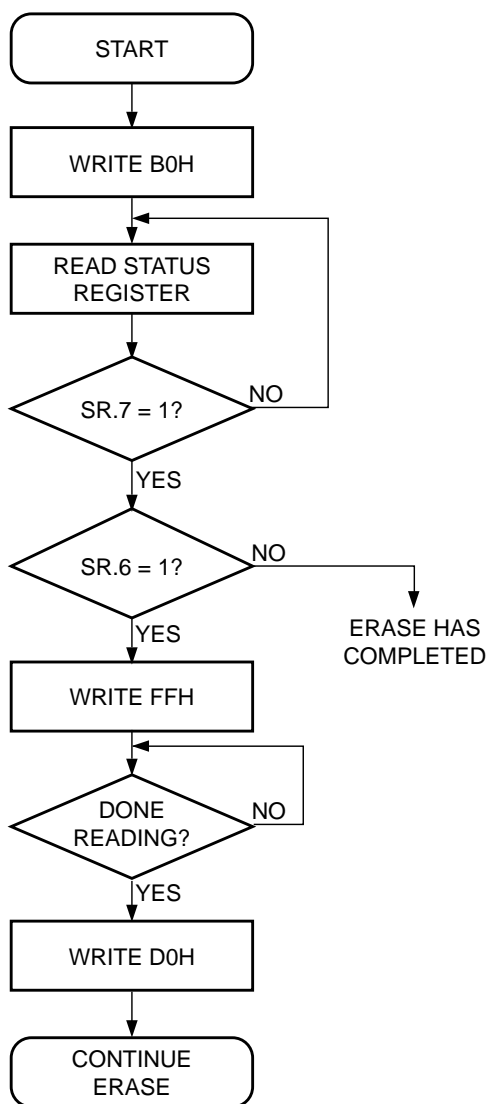 START
WRITE B0H
READ STATUS
REGISTER
SR.7 = 1?
NO
YES
SR.6 = 1?
NO
YES
ERASE HAS
COMPLETED
WRITE FFH
DONE
READING?
NO
YES
WRITE D0H
CONTINUE
ERASE